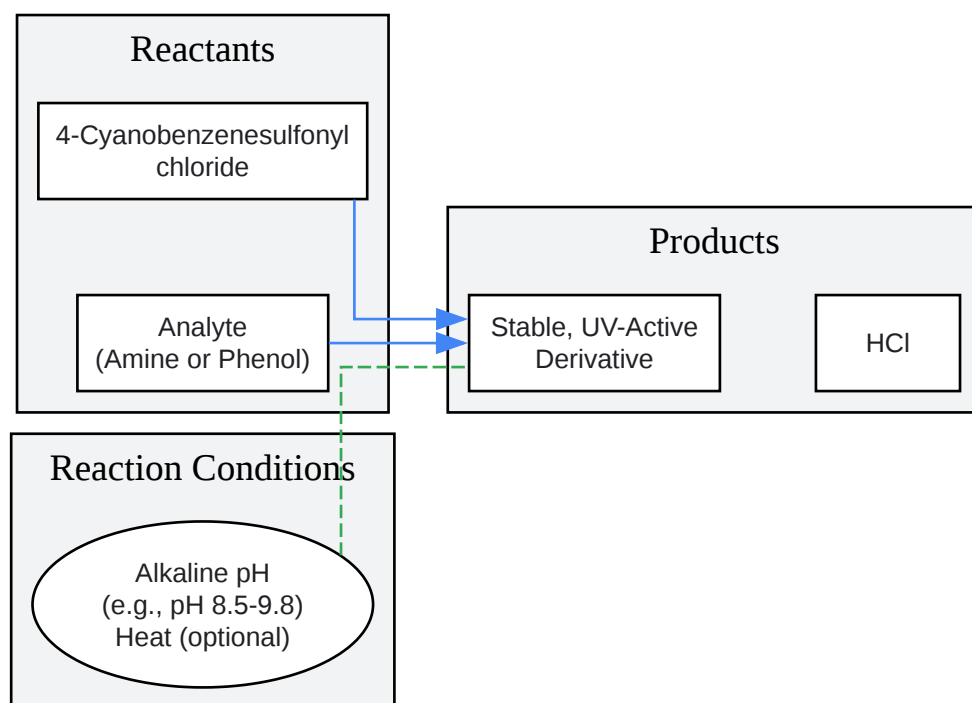 Reactants
4-Cyanobenzenesulfonyl
chloride
Analyte
(Amine or Phenol)
Products
Stable, UV-Active
Derivative
HCl
Reaction Conditions
Alkaline pH
(e.g., pH 8.5-9.8)
Heat (optional)